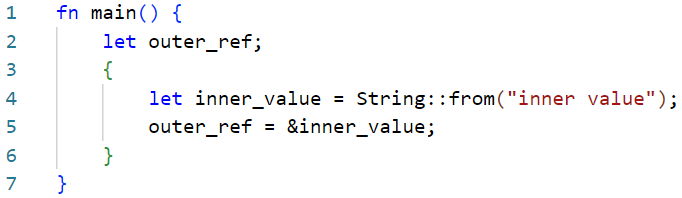 1 fn main() {
2     let outer_ref;
3     {
4         let inner_value = String::from("inner value");
5         outer_ref = &inner_value;
6     }
7 }